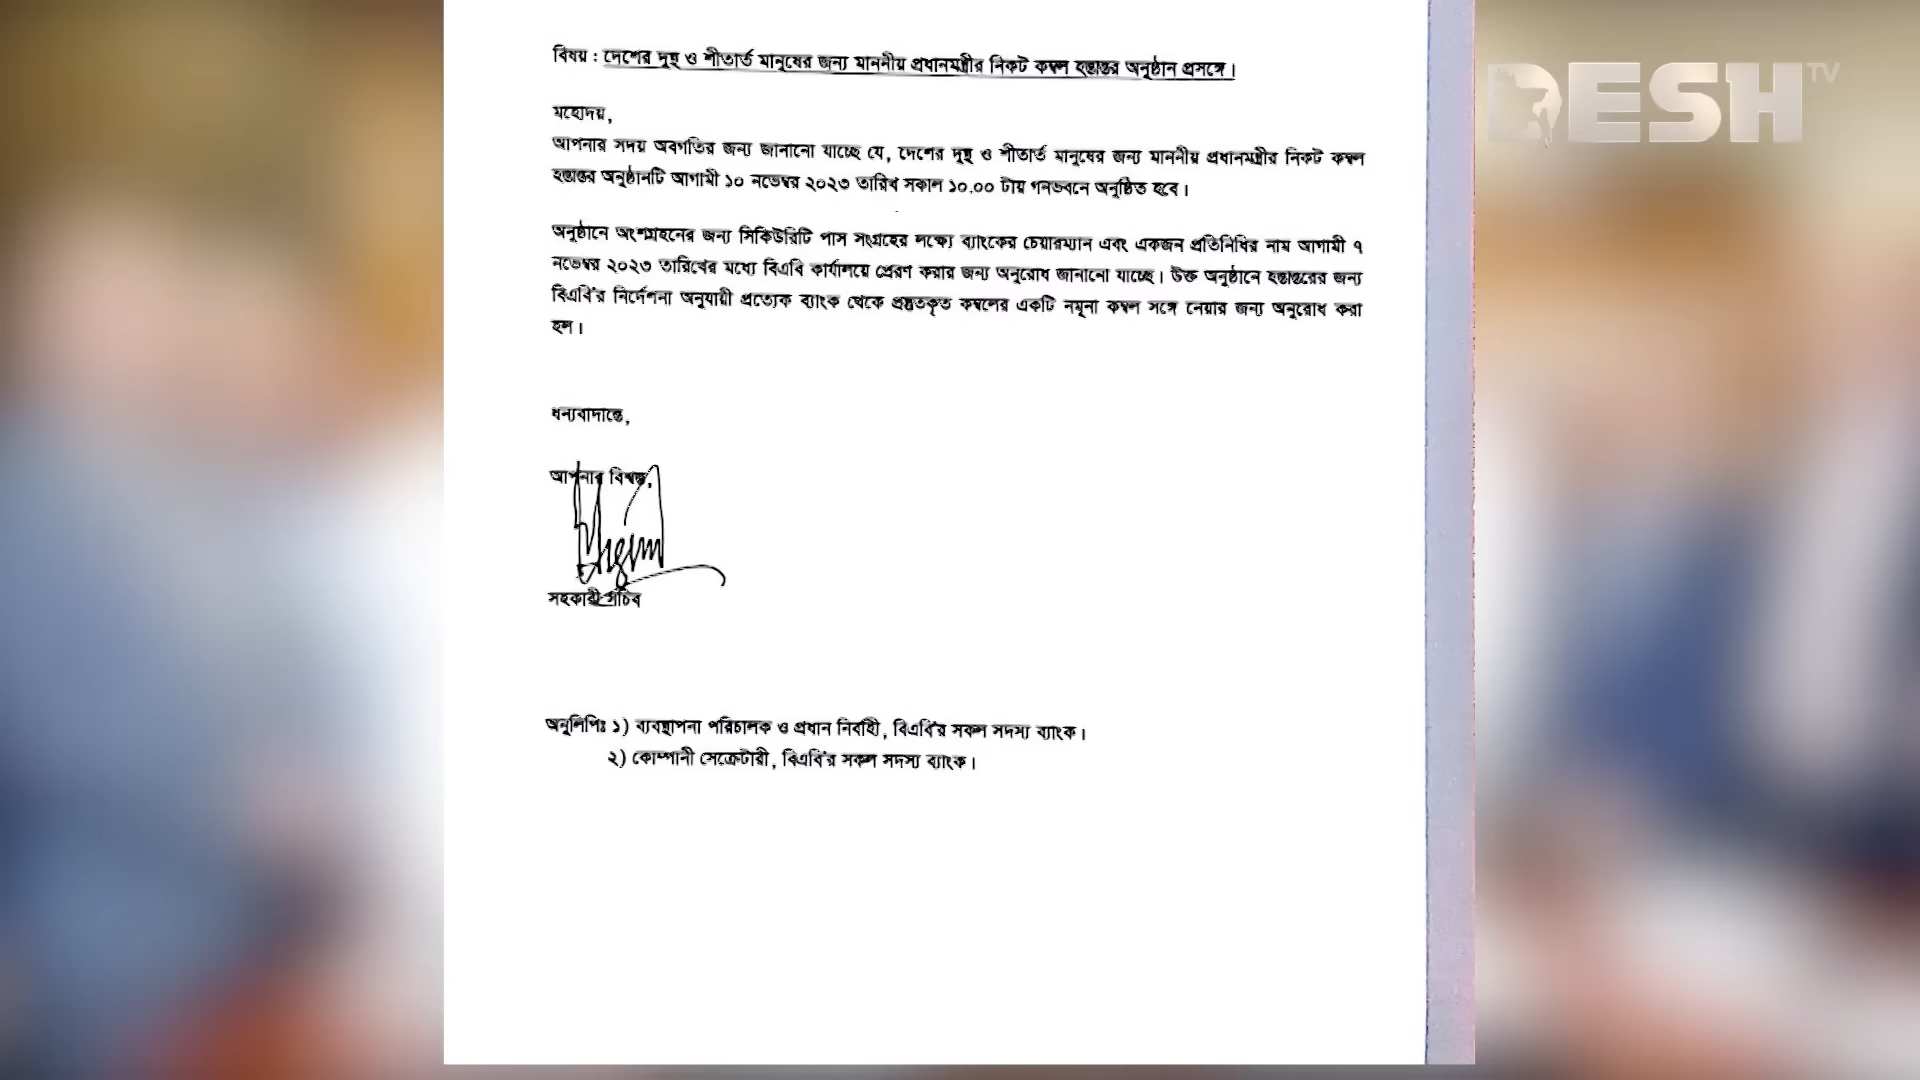 বিষয় : দেশের দুস্থ ও শীতার্ত মানুষের জন্য মাননীয় প্রধানমন্ত্রীর নিকট কম্বল হস্তান্তর অনুষ্ঠান প্রসঙ্গে।
DESH TV
মহোদয়,
আপনার সদয় অবগতির জন্য জানানো যাচ্ছে যে, দেশের দুস্থ ও শীতার্ত মানুষের জন্য মাননীয় প্রধানমন্ত্রীর নিকট কম্বল
হস্তান্তর অনুষ্ঠানটি আগামী ১০ নভেম্বর ২০২৩ তারিখ সকাল ১০.০০ টায় গনভবনে অনুষ্ঠিত হবে।
অনুষ্ঠানে অংশগ্রহনের জন্য সিকিউরিটি পাস সংগ্রহের লক্ষ্যে ব্যাংকের চেয়ারম্যান এবং একজন প্রতিনিধির নাম আগামী ৭
নভেম্বর ২০২৩ তারিখের মধ্যে বিএবি কার্যালয়ে প্রেরণ করার জন্য অনুরোধ জানানো যাচ্ছে। উক্ত অনুষ্ঠানে হস্তান্তরের জন্য
বিএবি'র নির্দেশনা অনুযায়ী প্রত্যেক ব্যাংক থেকে প্রস্তুতকৃত কম্বলের একটি নমূনা কম্বল সঙ্গে নেয়ার জন্য অনুরোধ করা
হল।
ধন্যবাদান্তে,
আপনার বিশ্বস্ত,
সহকারী সচিব
অনুলিপিঃ ১) ব্যবস্থাপনা পরিচালক ও প্রধান নির্বাহী, বিএবি'র সকল সদস্য ব্যাংক।
২) কোম্পানী সেক্রেটারী, বিএবি'র সকল সদস্য ব্যাংক।